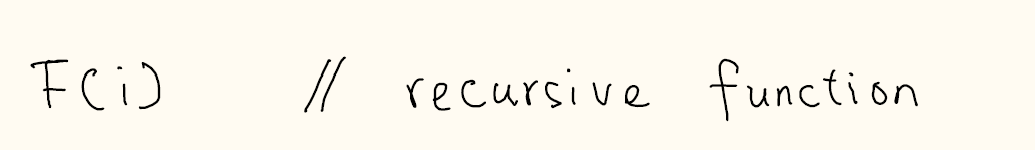 F(i) // recursive function